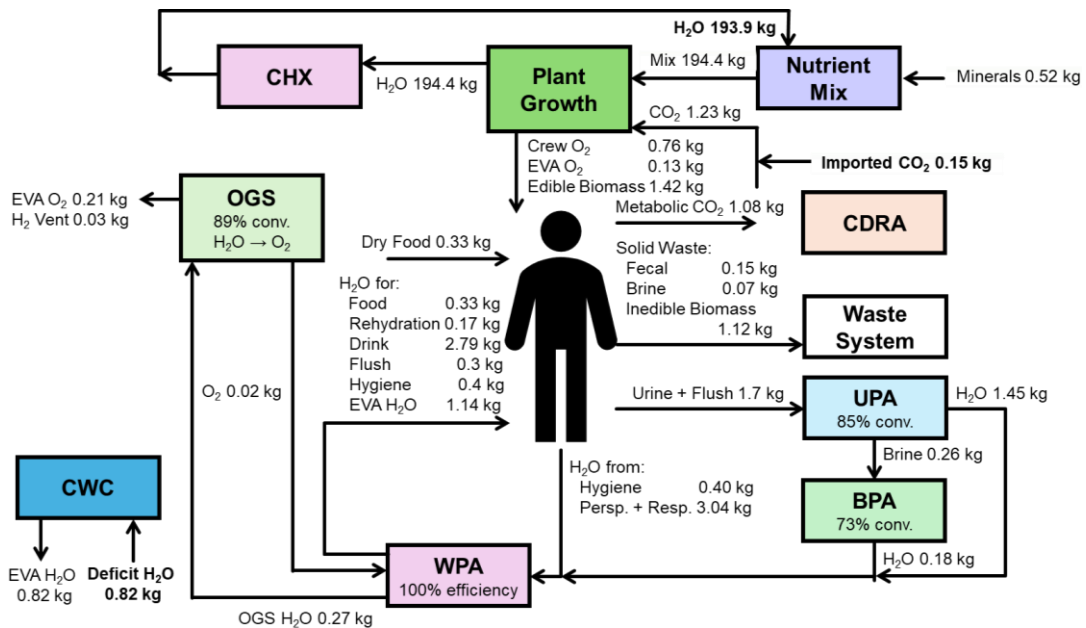 H₂O 193.9 kg
CHX
H₂O 194.4 kg
Plant
Growth
Mix 194.4 kg
Nutrient
Mix
Minerals 0.52 kg
CO₂ 1.23 kg
Imported CO₂ 0.15 kg
Crew O₂ 0.76 kg
EVA O₂ 0.13 kg
Edible Biomass 1.42 kg
EVA O₂ 0.21 kg
H₂ Vent 0.03 kg
OGS
89% conv.
H₂O → O₂
Metabolic CO₂ 1.08 kg
CDRA
Dry Food 0.33 kg
H₂O for:
Food 0.33 kg
Rehydration 0.17 kg
Drink 2.79 kg
Flush 0.3 kg
Hygiene 0.4 kg
EVA H₂O 1.14 kg
Solid Waste:
Fecal 0.15 kg
Brine 0.07 kg
Inedible Biomass
1.12 kg
Waste
System
O₂ 0.02 kg
Urine + Flush 1.7 kg
UPA
85% conv.
H₂O 1.45 kg
Brine 0.26 kg
BPA
73% conv.
H₂O 0.18 kg
H₂O from:
Hygiene 0.40 kg
Persp. + Resp. 3.04 kg
CWC
EVA H₂O
0.82 kg
Deficit H₂O
0.82 kg
WPA
100% efficiency
OGS H₂O 0.27 kg